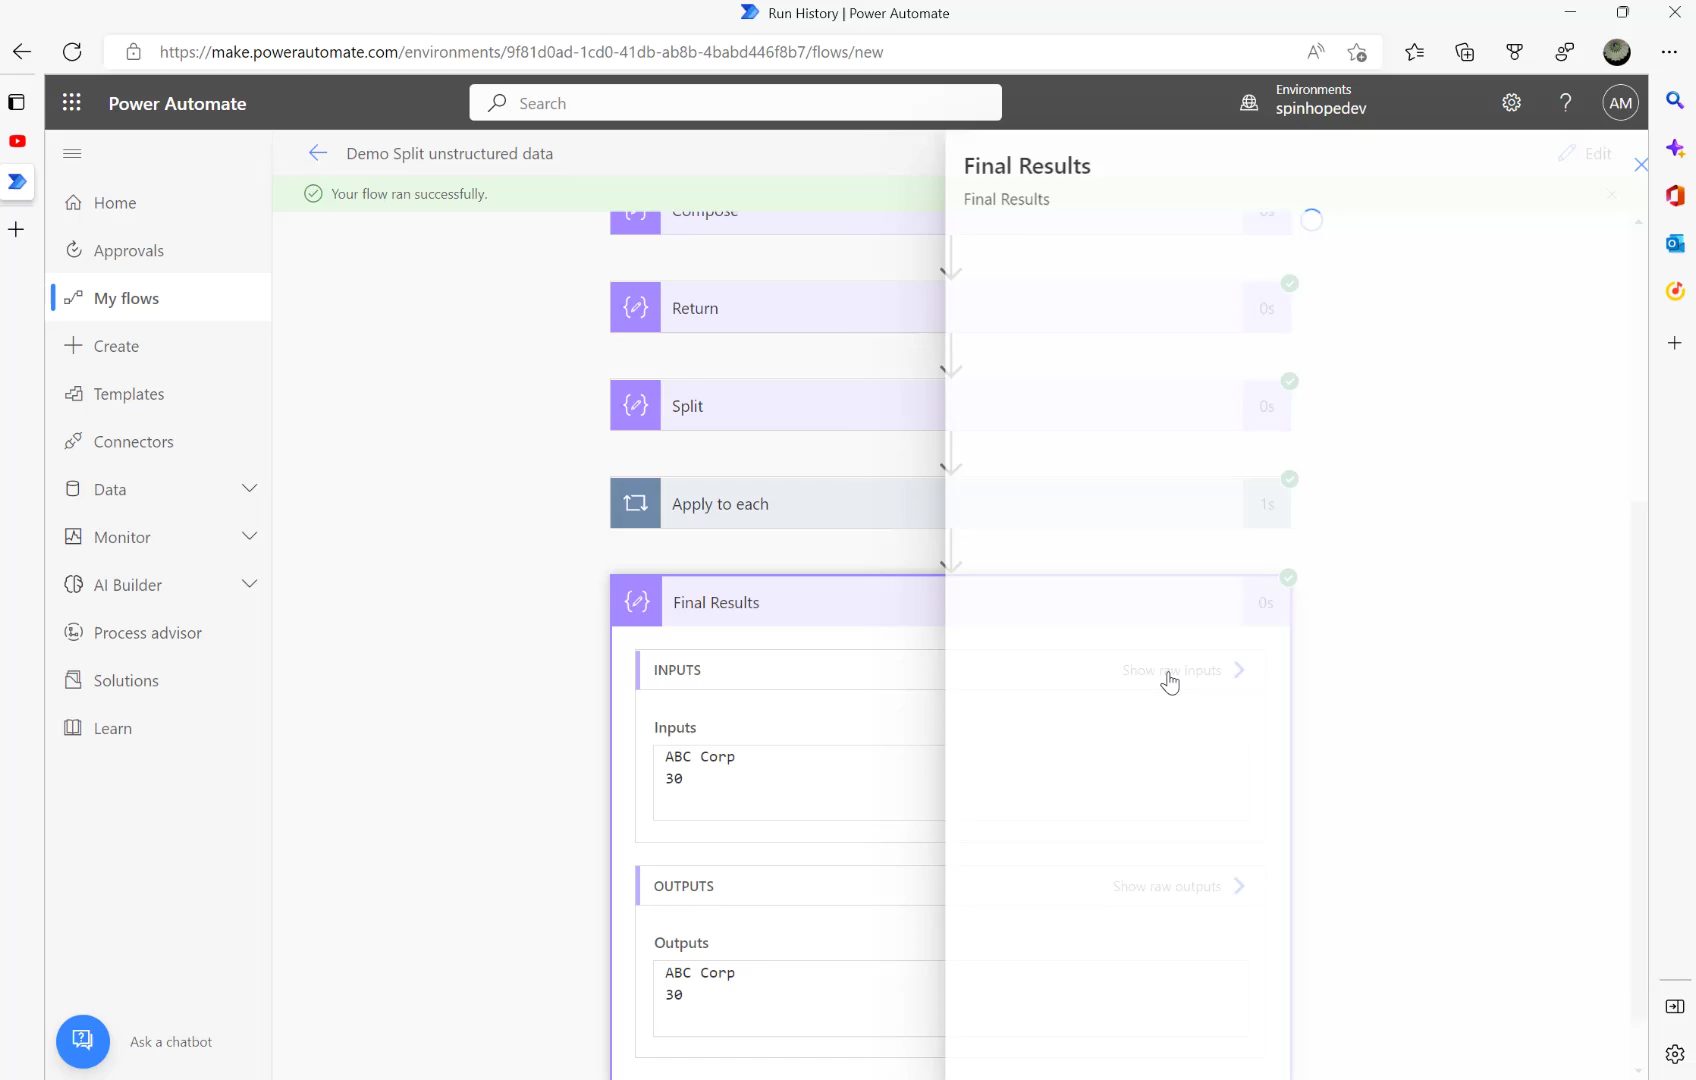 Run History | Power Automate
https://make.powerautomate.com/environments/9f81d0ad-1cd0-41db-ab8b-4babd446f8b7/flows/new
Power Automate
Search
Environments
spinhopedev
AM
Demo Split unstructured data
Final Results
Edit
Your flow ran successfully.
Final Results
Home
Approvals
My flows
Create
Templates
Connectors
Data
Monitor
AI Builder
Process advisor
Solutions
Learn
Ask a chatbot
Compose
0s
Return
0s
Split
0s
Apply to each
1s
Final Results
0s
INPUTS
Show raw inputs
Inputs
ABC Corp
30
OUTPUTS
Show raw outputs
Outputs
ABC Corp
30